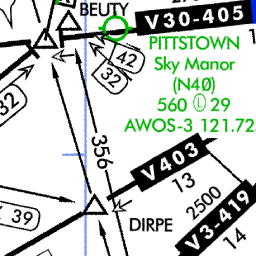 BEUTY
V30-405
42
32
PITTSTOWN
Sky Manor
(N40)
560 Ⓛ 29
AWOS-3 121.72
32
356
V403
13
39
DIRPE
2500
V3-419
14